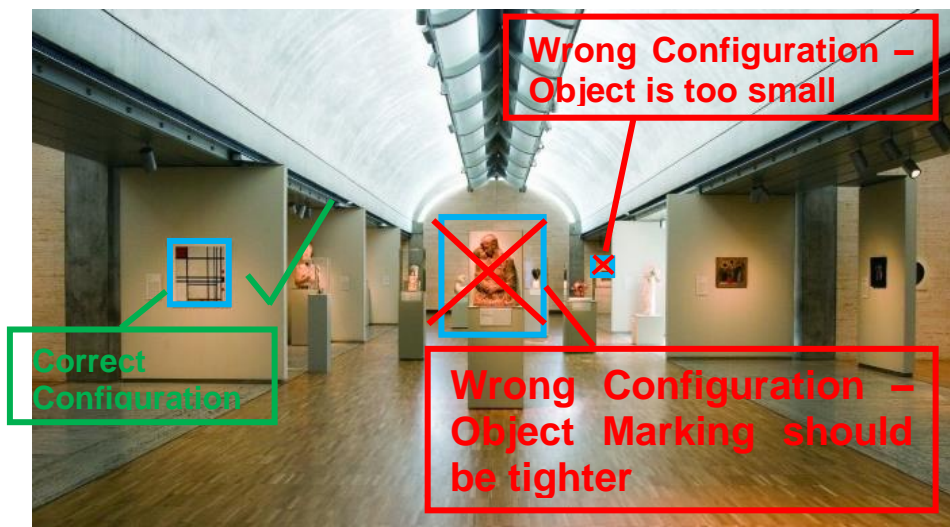 Wrong Configuration –
Object is too small
Correct
Configuration
Wrong Configuration –
Object Marking should
be tighter